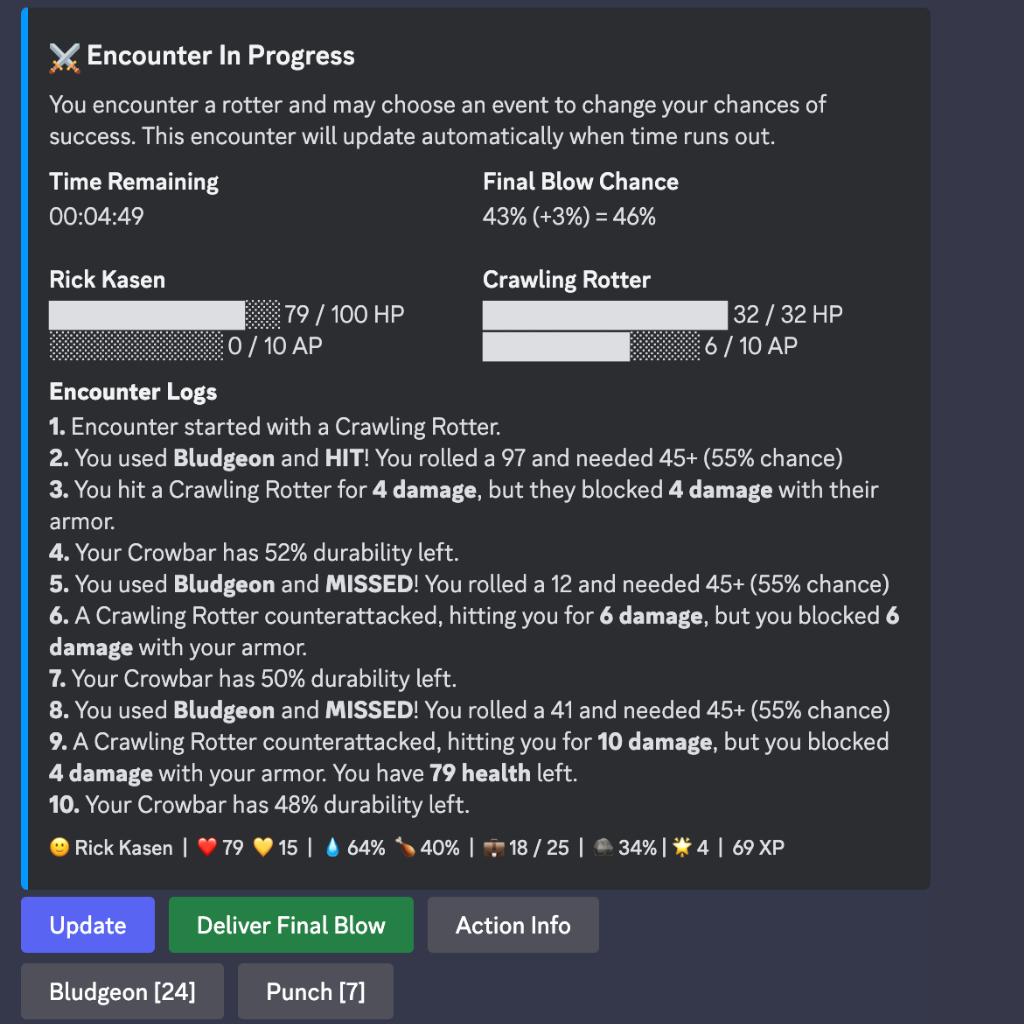 ⚔️ Encounter In Progress
You encounter a rotter and may choose an event to change your chances of
success. This encounter will update automatically when time runs out.
Time Remaining
00:04:49
Final Blow Chance
43% (+3%) = 46%
Rick Kasen
79 / 100 HP
0 / 10 AP
Crawling Rotter
32 / 32 HP
6 / 10 AP
Encounter Logs
1. Encounter started with a Crawling Rotter.
2. You used Bludgeon and HIT! You rolled a 97 and needed 45+ (55% chance)
3. You hit a Crawling Rotter for 4 damage, but they blocked 4 damage with their
armor.
4. Your Crowbar has 52% durability left.
5. You used Bludgeon and MISSED! You rolled a 12 and needed 45+ (55% chance)
6. A Crawling Rotter counterattacked, hitting you for 6 damage, but you blocked 6
damage with your armor.
7. Your Crowbar has 50% durability left.
8. You used Bludgeon and MISSED! You rolled a 41 and needed 45+ (55% chance)
9. A Crawling Rotter counterattacked, hitting you for 10 damage, but you blocked
4 damage with your armor. You have 79 health left.
10. Your Crowbar has 48% durability left.
🙂 Rick Kasen | ❤️ 79 💛 15 | 💧 64% 🍗 40% | 💼 18 / 25 | 🪨 34% | 🌟 4 | 69 XP
Update
Deliver Final Blow
Action Info
Bludgeon [24]
Punch [7]